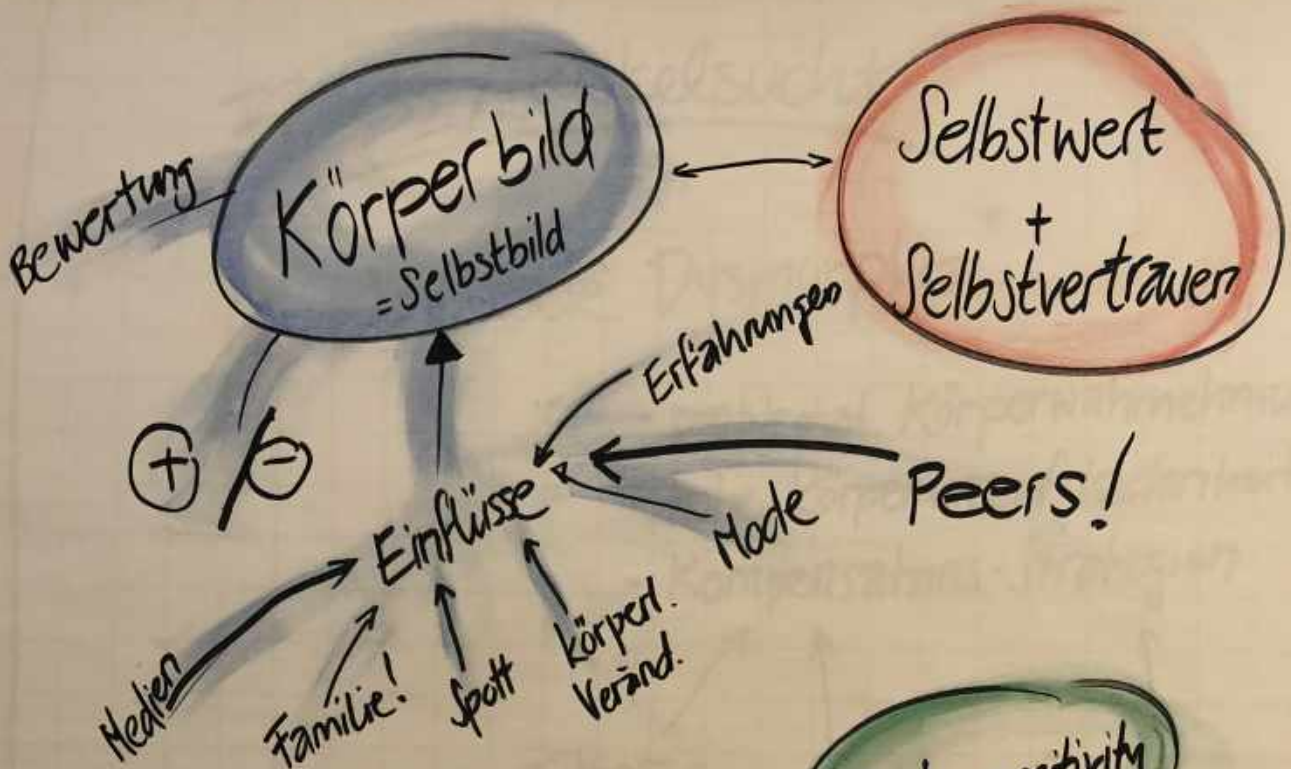 Körperbild
= Selbstbild
Selbstwert
+
Selbstvertrauen
Bewertung
+ / -
Erfahrungen
Peers!
Mode
Einflüsse
Medien
Familie!
Spott
körperl.
Veränd.